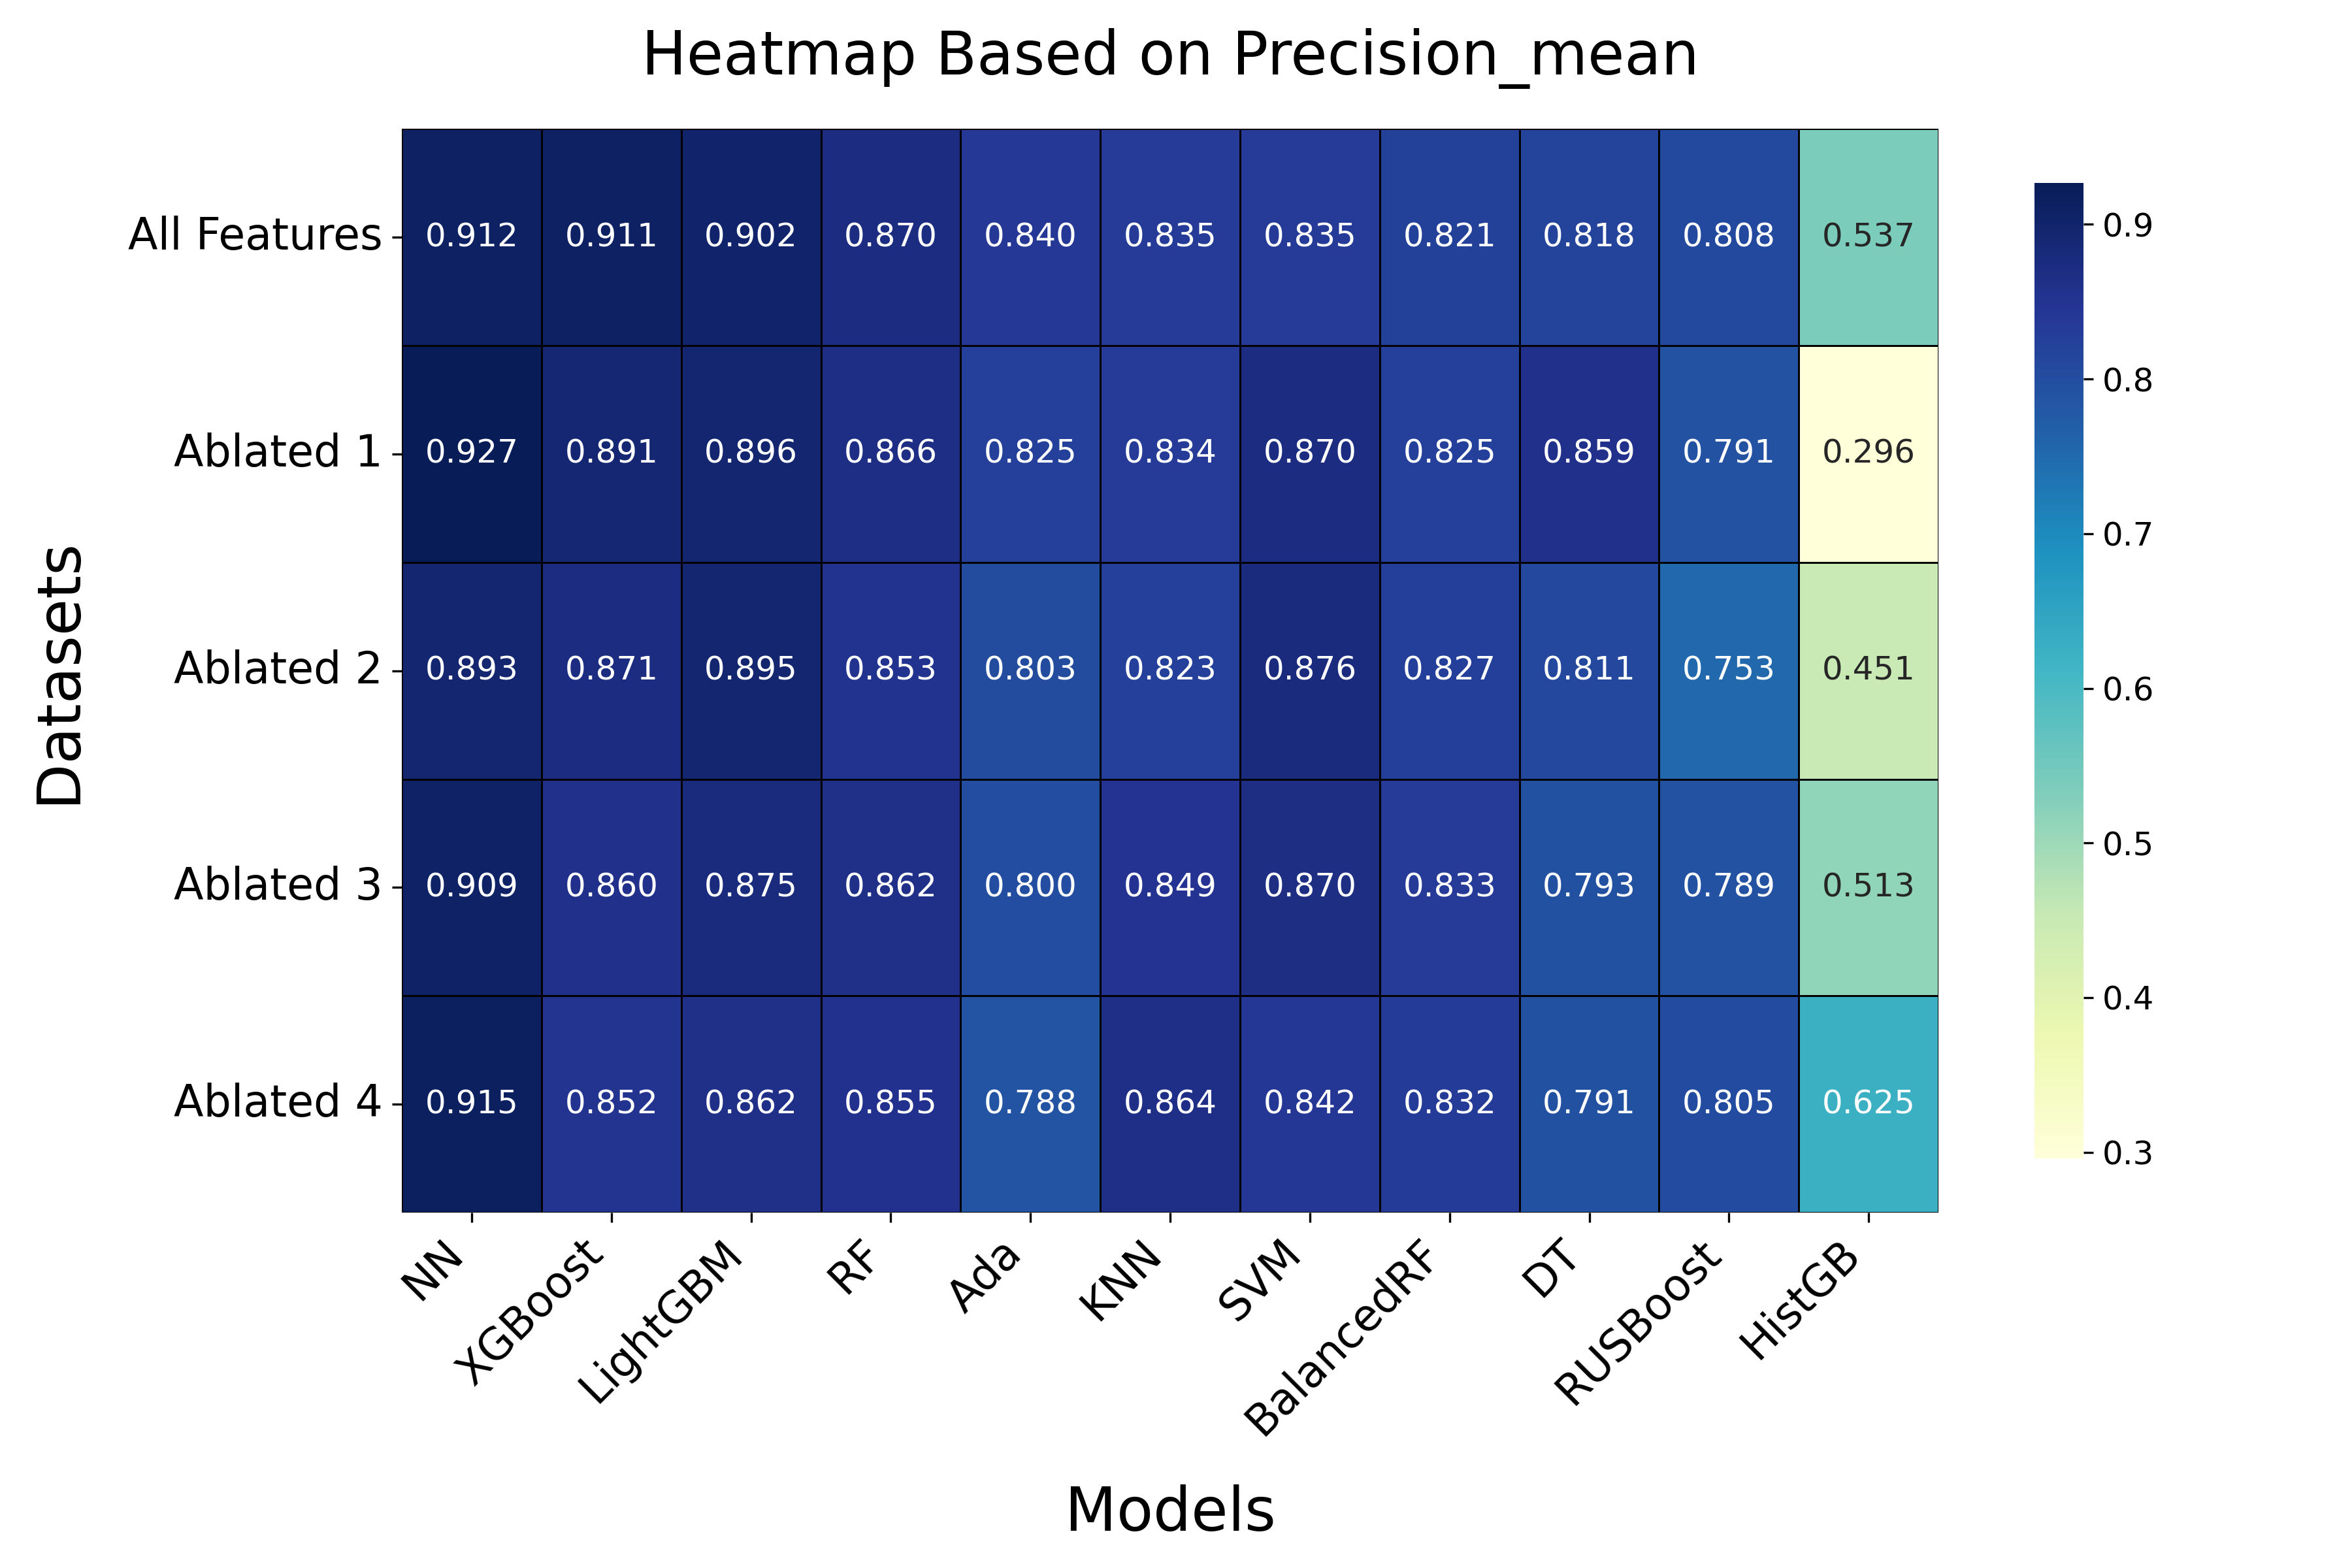 Heatmap Based on Precision_mean
All Features 0.912 0.911 0.902 0.870 0.840 0.835 0.835 0.821 0.818 0.808 0.537
Ablated 1 0.927 0.891 0.896 0.866 0.825 0.834 0.870 0.825 0.859 0.791 0.296
Ablated 2 0.893 0.871 0.895 0.853 0.803 0.823 0.876 0.827 0.811 0.753 0.451
Ablated 3 0.909 0.860 0.875 0.862 0.800 0.849 0.870 0.833 0.793 0.789 0.513
Ablated 4 0.915 0.852 0.862 0.855 0.788 0.864 0.842 0.832 0.791 0.805 0.625
NN XGBoost LightGBM RF Ada KNN SVM BalancedRF DT RUSBoost HistGB
Models
Datasets
0.9
0.8
0.7
0.6
0.5
0.4
0.3